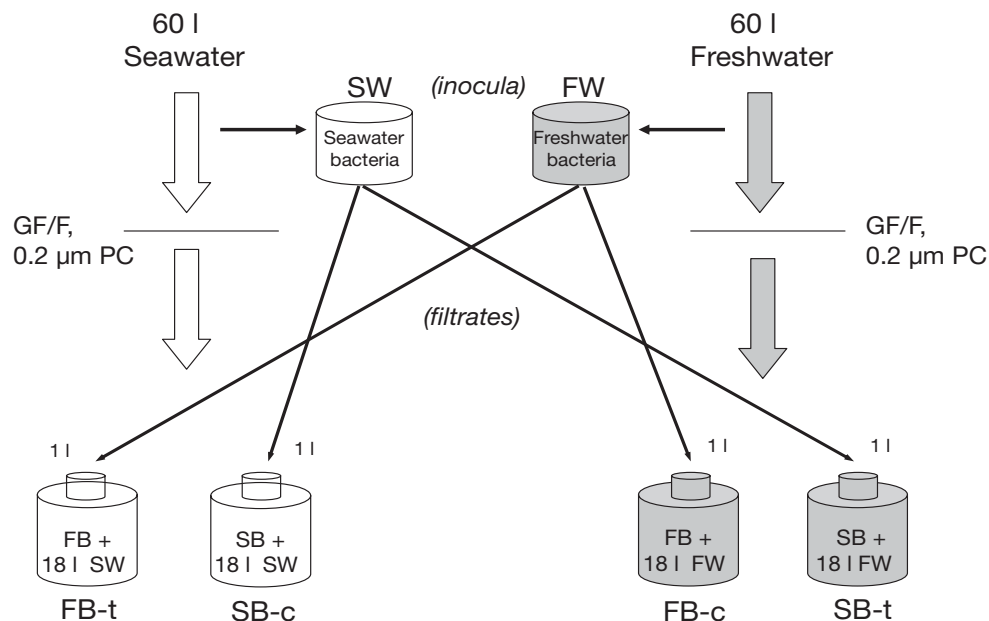 60 l
Seawater
60 l
Freshwater
SW
(inocula)
FW
Seawater
bacteria
Freshwater
bacteria
GF/F,
0.2 µm PC
GF/F,
0.2 µm PC
(filtrates)
1 l
1 l
1 l
1 l
FB +
18 l SW
SB +
18 l SW
FB +
18 l FW
SB +
18 l FW
FB-t
SB-c
FB-c
SB-t